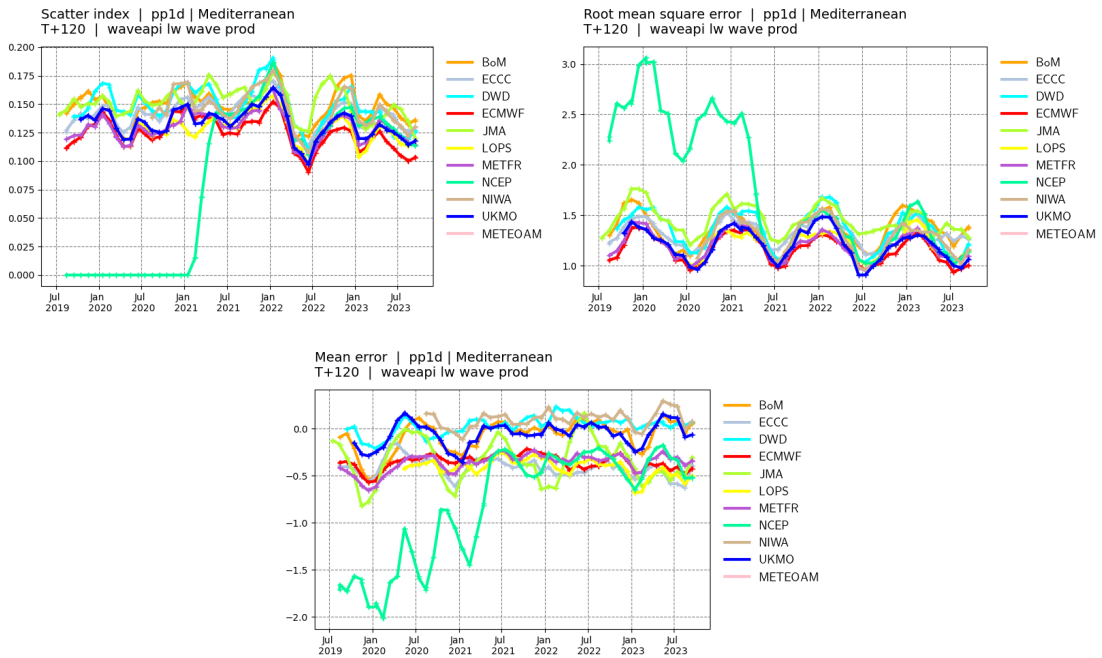 Scatter index | pp1d | Mediterranean
T+120 | waveapi lw wave prod
0.200
0.175
0.150
0.125
0.100
0.075
0.050
0.025
0.000
Jul 2019
Jan 2020
Jul 2020
Jan 2021
Jul 2021
Jan 2022
Jul 2022
Jan 2023
Jul 2023
BoM
ECCC
DWD
ECMWF
JMA
LOPS
METFR
NCEP
NIWA
UKMO
METEOAM
Root mean square error | pp1d | Mediterranean
T+120 | waveapi lw wave prod
3.0
2.5
2.0
1.5
1.0
Jul 2019
Jan 2020
Jul 2020
Jan 2021
Jul 2021
Jan 2022
Jul 2022
Jan 2023
Jul 2023
BoM
ECCC
DWD
ECMWF
JMA
LOPS
METFR
NCEP
NIWA
UKMO
METEOAM
Mean error | pp1d | Mediterranean
T+120 | waveapi lw wave prod
0.0
−0.5
−1.0
−1.5
−2.0
Jul 2019
Jan 2020
Jul 2020
Jan 2021
Jul 2021
Jan 2022
Jul 2022
Jan 2023
Jul 2023
BoM
ECCC
DWD
ECMWF
JMA
LOPS
METFR
NCEP
NIWA
UKMO
METEOAM